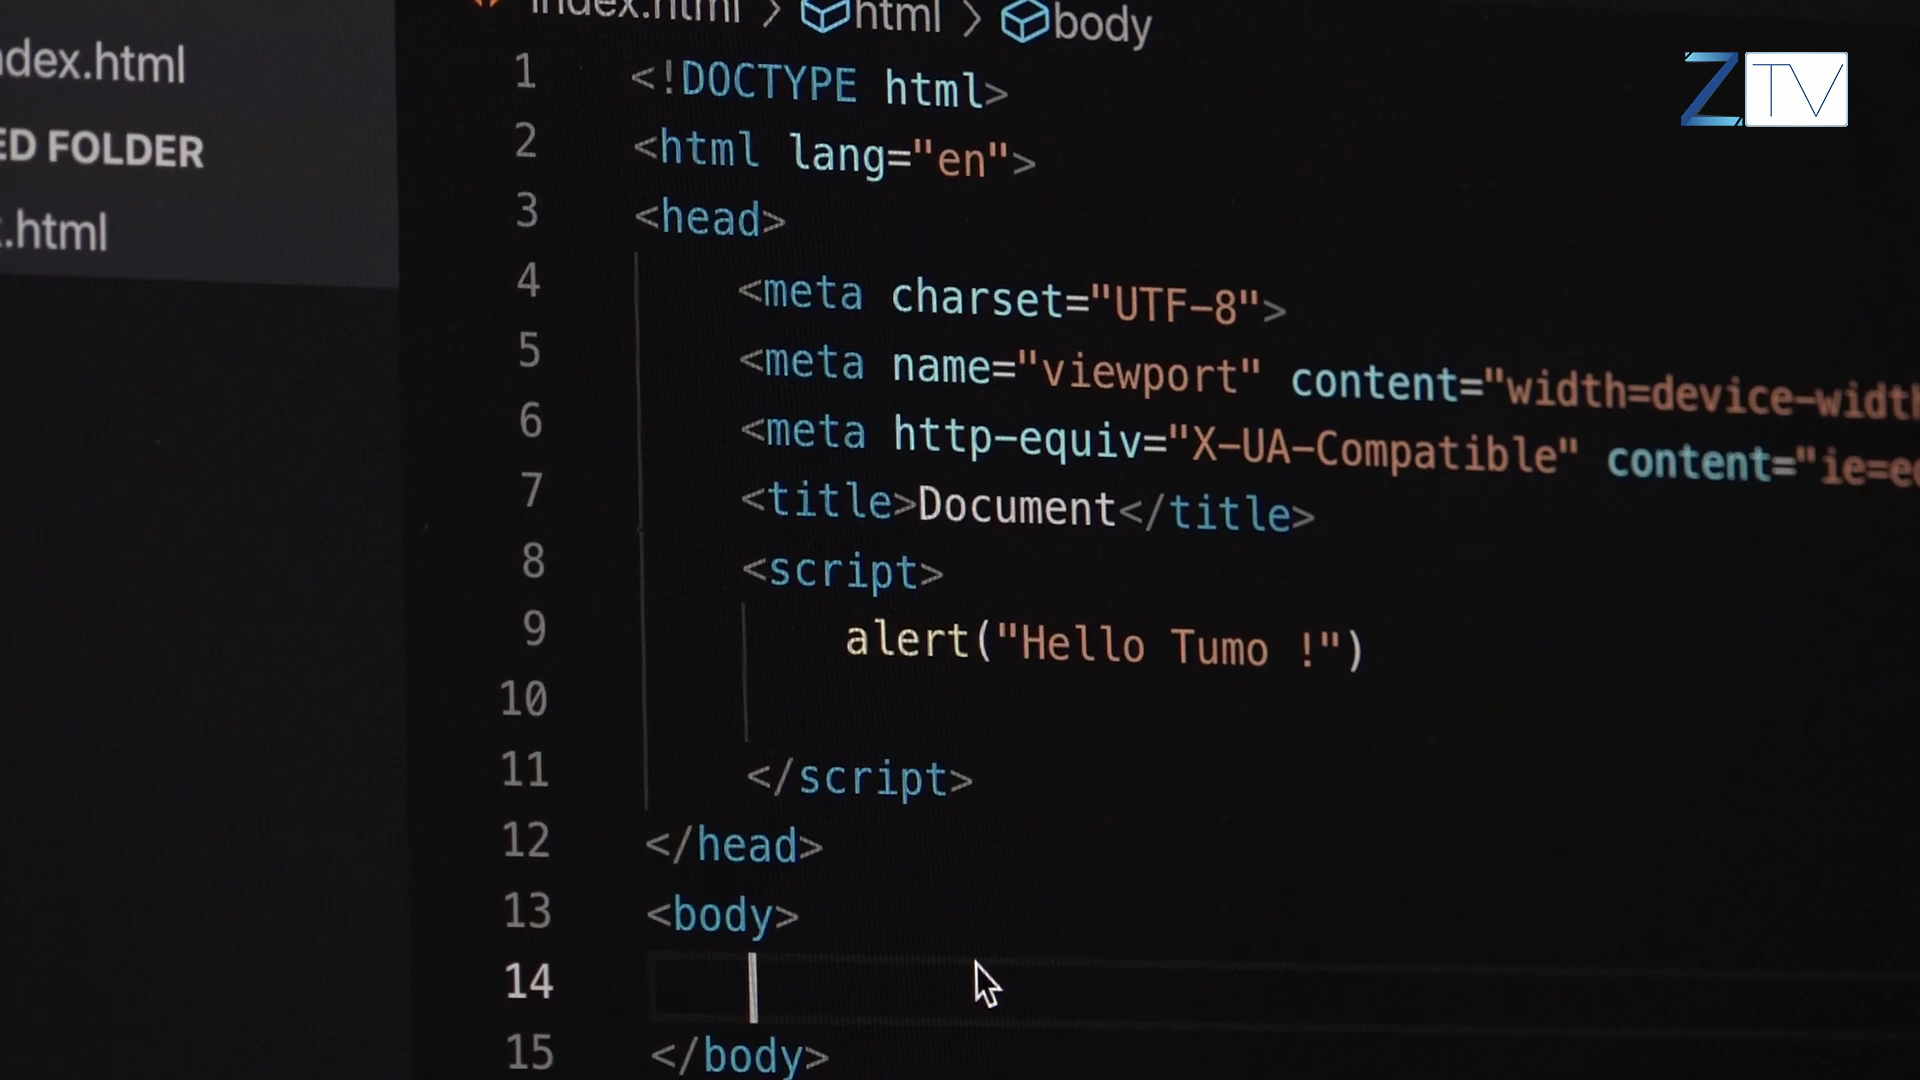 index.html > html > body
dex.html
ED FOLDER
.html
1 <!DOCTYPE html>
2 <html lang="en">
3 <head>
4 <meta charset="UTF-8">
5 <meta name="viewport" content="width=device-width
6 <meta http-equiv="X-UA-Compatible" content="ie=ed
7 <title>Document</title>
8 <script>
9 alert("Hello Tumo !")
10
11 </script>
12 </head>
13 <body>
14
15 </body>
ZTV